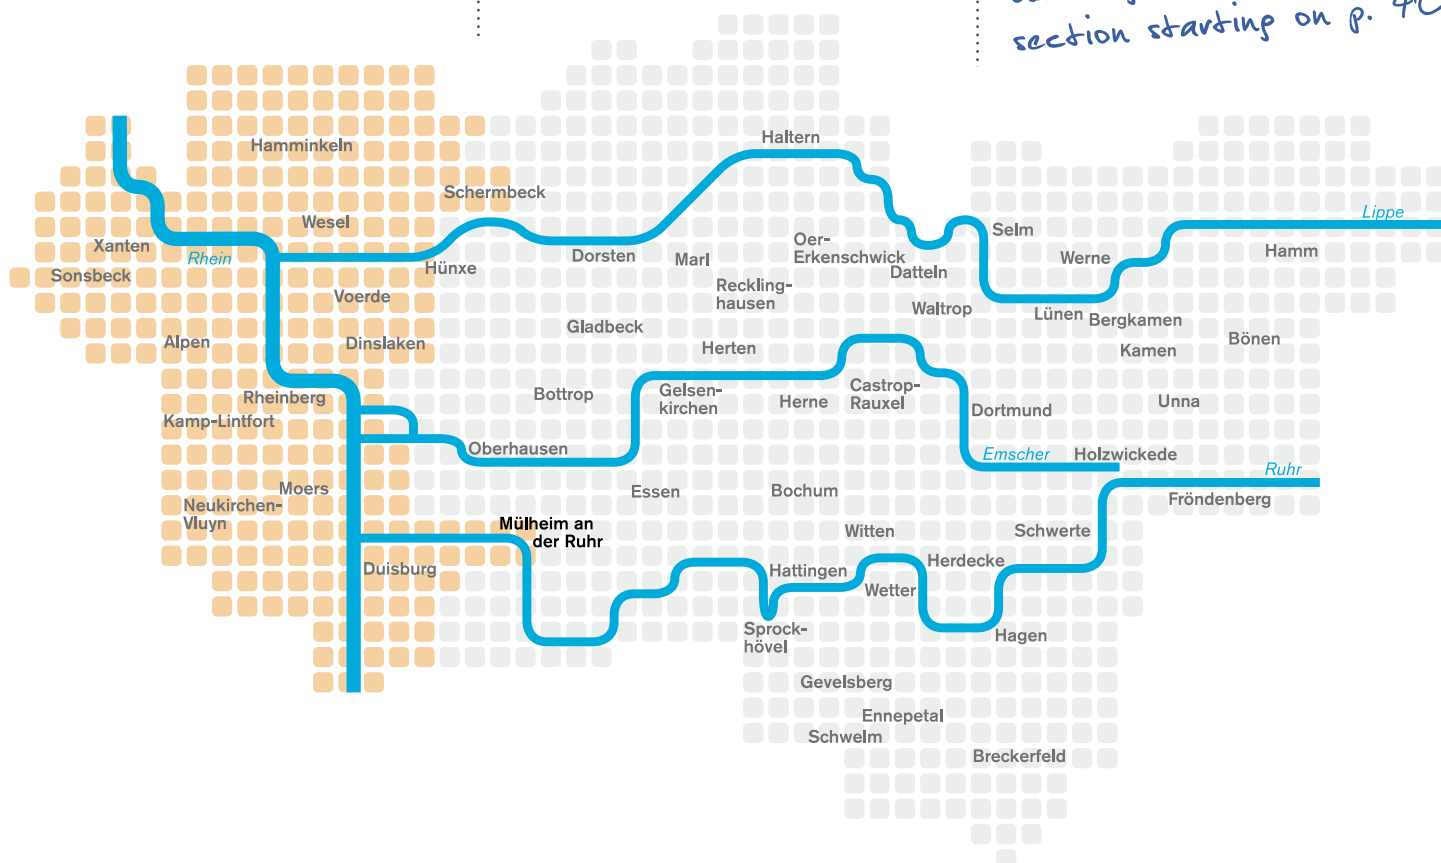 section starting on p.
Haltern
Hamminkeln
Schermbeck
Wesel
Lippe
Xanten
Rhein
Selm
Oer-
Erkenschwick
Hamm
Sonsbeck
Hünxe
Dorsten
Marl
Datteln
Werne
Voerde
Reckling-
hausen
Waltrop
Lünen
Bergkamen
Alpen
Dinslaken
Gladbeck
Herten
Kamen
Bönen
Rheinberg
Bottrop
Gelsen-
kirchen
Herne
Castrop-
Rauxel
Dortmund
Unna
Kamp-Lintfort
Oberhausen
Emscher
Holzwickede
Ruhr
Moers
Essen
Bochum
Fröndenberg
Neukirchen-
Vluyn
Mülheim an
der Ruhr
Witten
Schwerte
Duisburg
Hattingen
Herdecke
Wetter
Sprock-
hövel
Hagen
Gevelsberg
Ennepetal
Schwelm
Breckerfeld